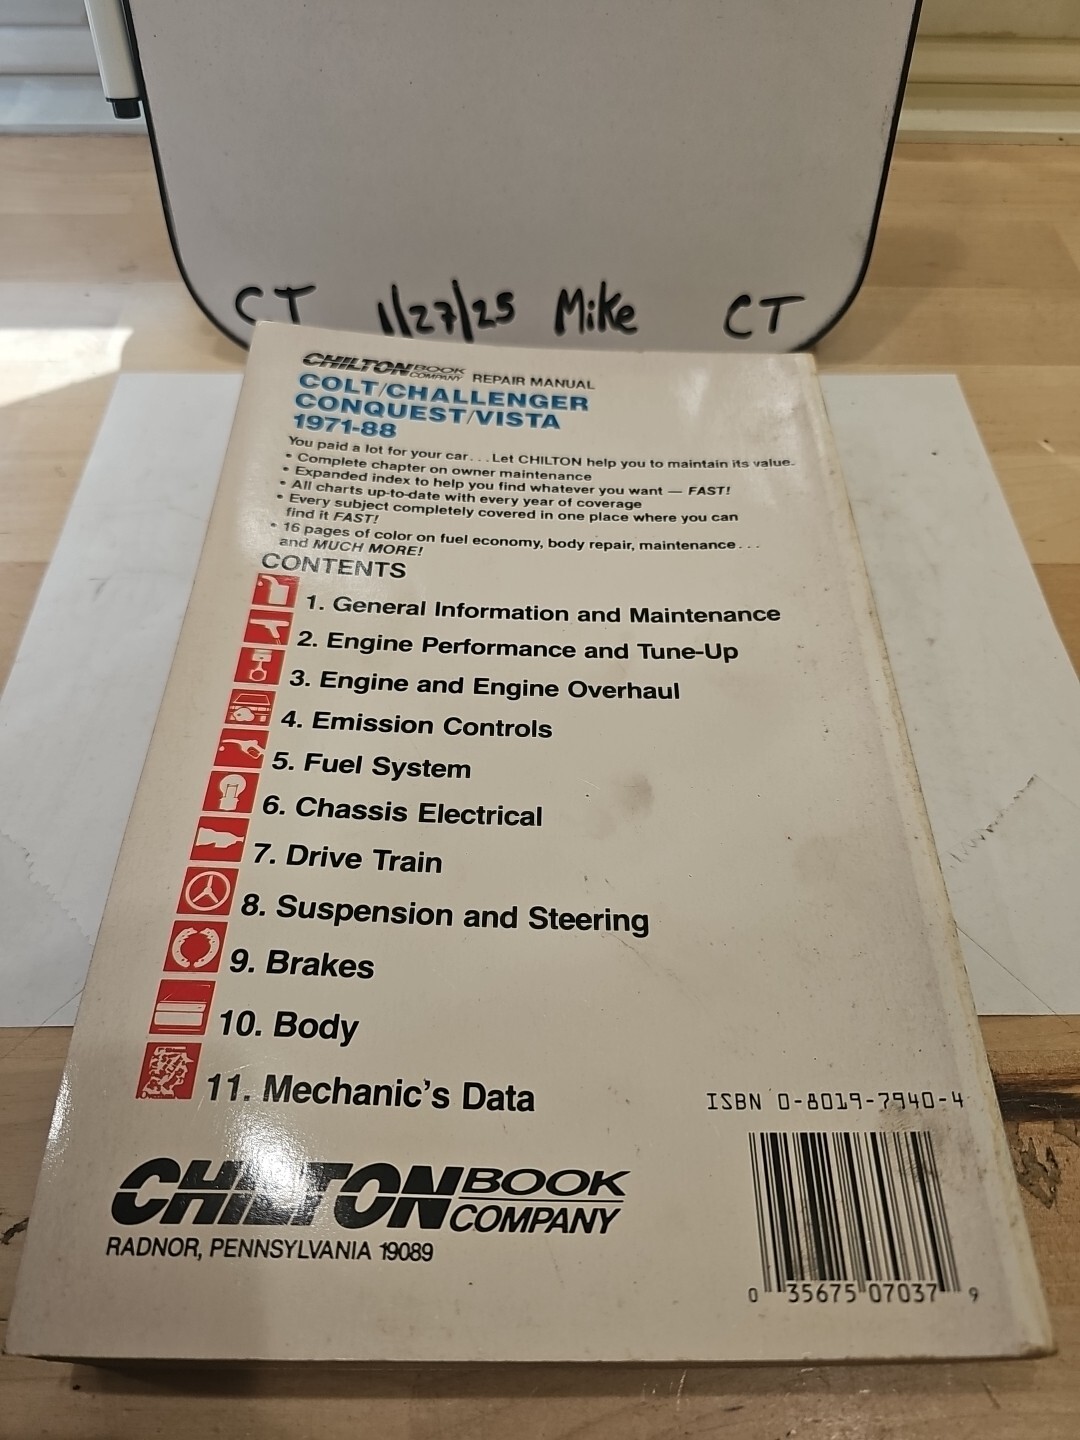 CT 1/27/25 Mike CT
CHILTON BOOK COMPANY REPAIR MANUAL
COLT/CHALLENGER
CONQUEST/VISTA
1971-88
You paid a lot for your car... Let CHILTON help you to maintain its value.
• Complete chapter on owner maintenance
• Expanded index to help you find whatever you want — FAST!
• All charts up-to-date with every year of coverage
• Every subject completely covered in one place where you can
find it FAST!
• 16 pages of color on fuel economy, body repair, maintenance...
and MUCH MORE!
CONTENTS
1. General Information and Maintenance
2. Engine Performance and Tune-Up
3. Engine and Engine Overhaul
4. Emission Controls
5. Fuel System
6. Chassis Electrical
7. Drive Train
8. Suspension and Steering
9. Brakes
10. Body
11. Mechanic's Data
ISBN 0-8019-7940-4
CHILTON BOOK COMPANY
RADNOR, PENNSYLVANIA 19089
0 35675 07037 9